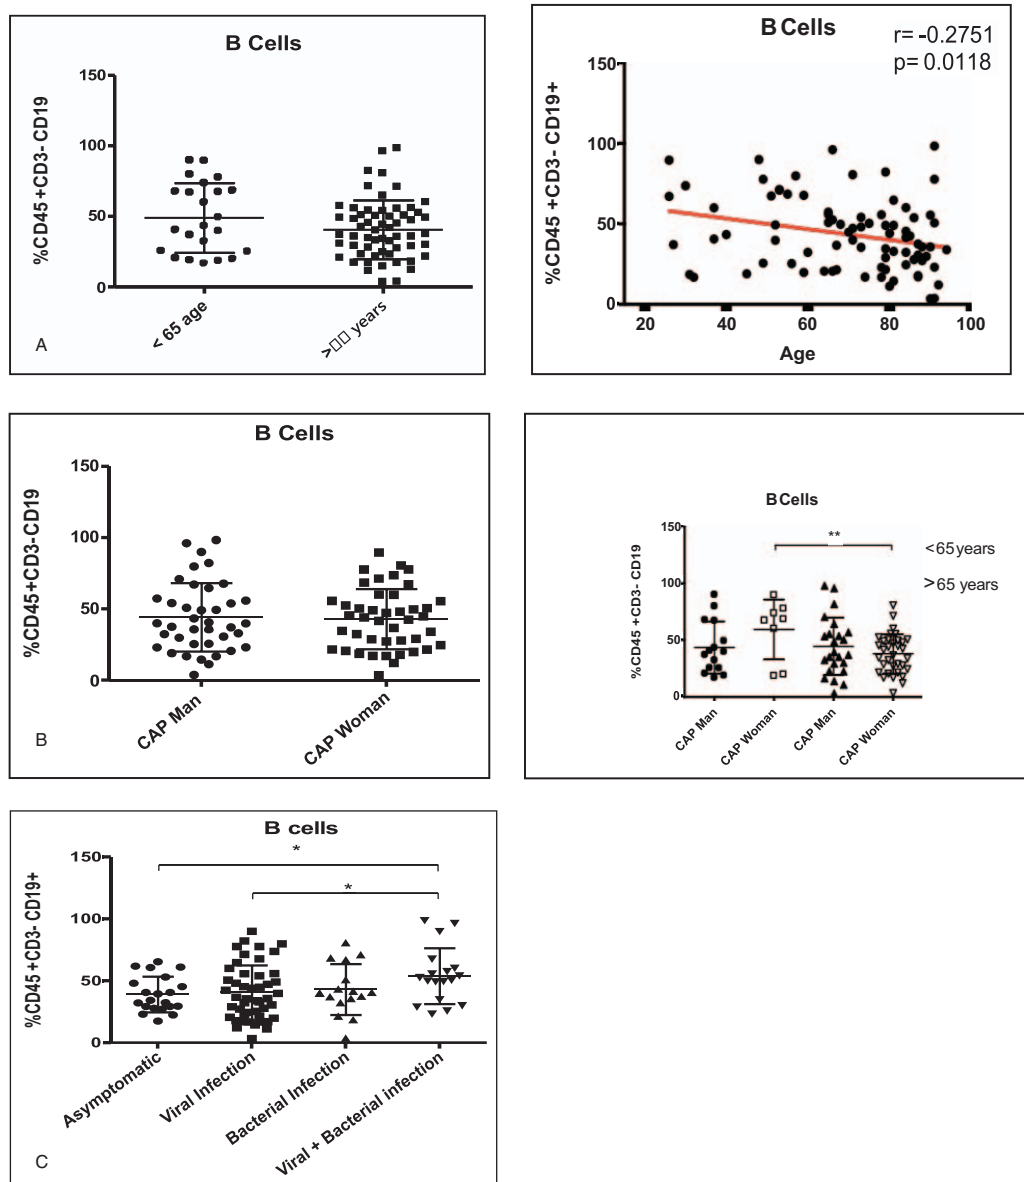 B Cells
%CD45 +CD3- CD19
150
100
50
0
< 65 age
>□□ years
A
B Cells
r= -0.2751
p= 0.0118
%CD45 +CD3- CD19+
150
100
50
0
20 40 60 80 100
Age
B Cells
%CD45+CD3-CD19
150
100
50
0
CAP Man
CAP Woman
B
B Cells
%CD45 +CD3- CD19
150
100
50
0
**
<65 years
>65 years
CAP Man
CAP Woman
CAP Man
CAP Woman
B cells
%CD45 +CD3- CD19+
150
100
50
0
*
*
Asymptomatic
Viral Infection
Bacterial Infection
Viral + Bacterial infection
C